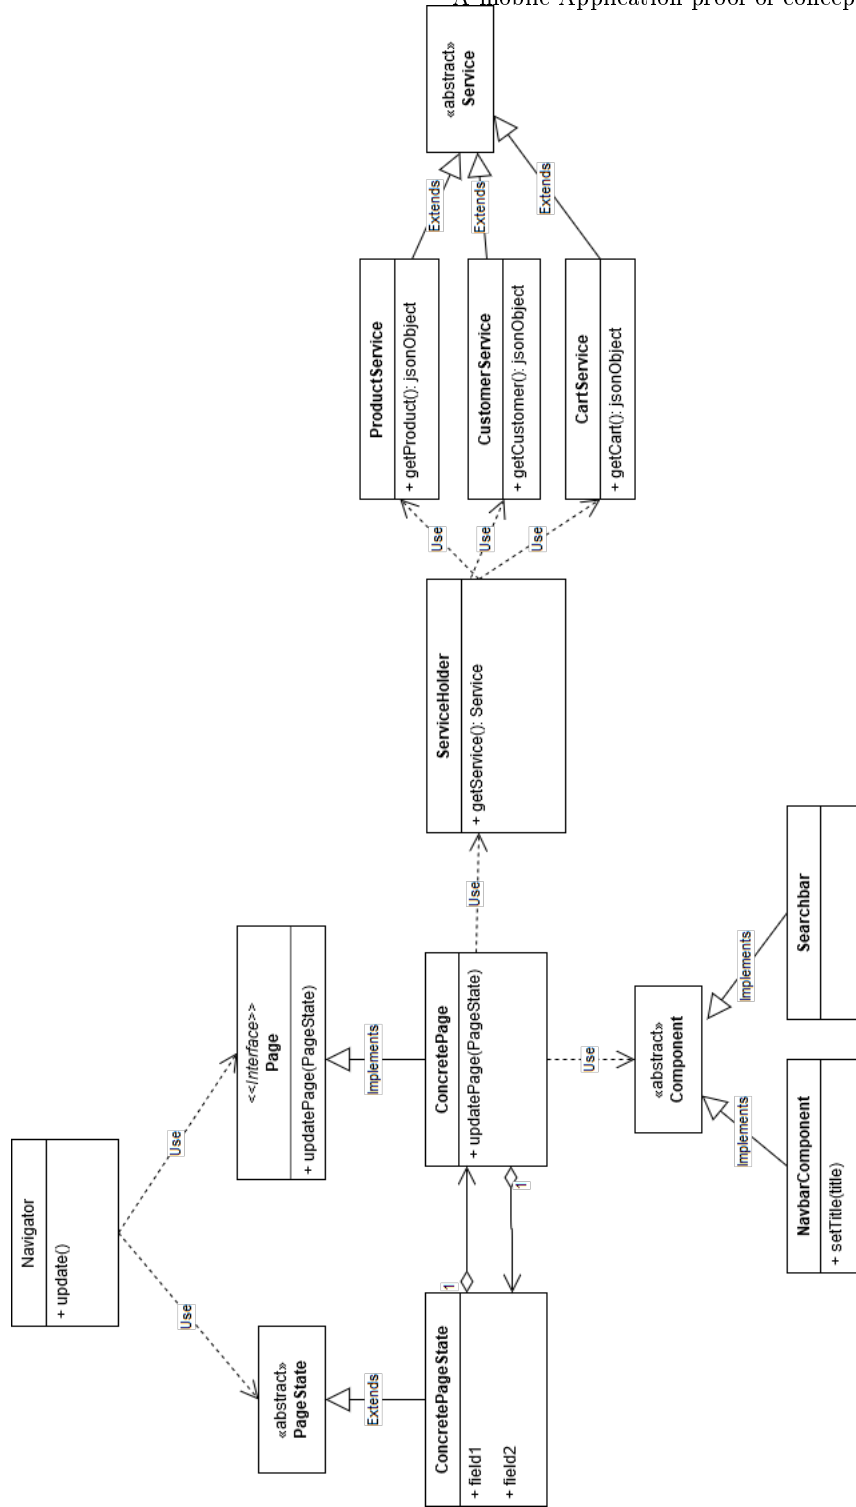 A mobile Application proof of concep
«abstract»
Service
Extends
Extends
Extends
ProductService
+ getProduct(): jsonObject
CustomerService
+ getCustomer(): jsonObject
CartService
+ getCart(): jsonObject
Use
Use
Use
ServiceHolder
+ getService(): Service
Use
Navigator
+ update()
Use
Use
<<Interface>>
Page
+ updatePage(PageState)
«abstract»
PageState
Implements
Extends
ConcretePage
+ updatePage(PageState)
1
1
ConcretePageState
+ field1
+ field2
Use
«abstract»
Component
Implements
Implements
Searchbar
NavbarComponent
+ setTitle(title)